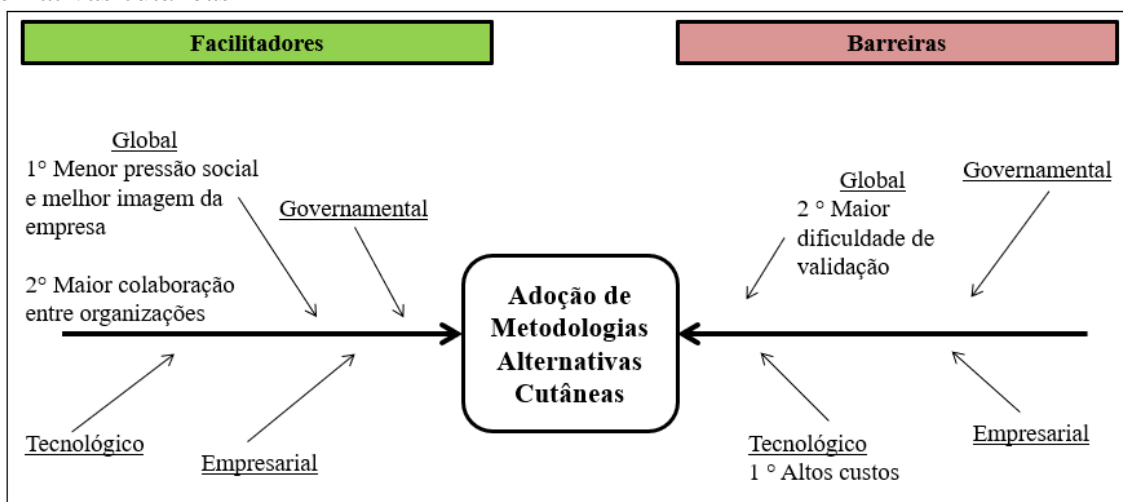 Facilitadores
Barreiras
Global
1° Menor pressão social
e melhor imagem da
empresa
2° Maior colaboração
entre organizações
Governamental
Tecnológico
Empresarial
Adoção de
Metodologias
Alternativas
Cutâneas
Global
2 ° Maior
dificuldade de
validação
Governamental
Tecnológico
1 ° Altos custos
Empresarial